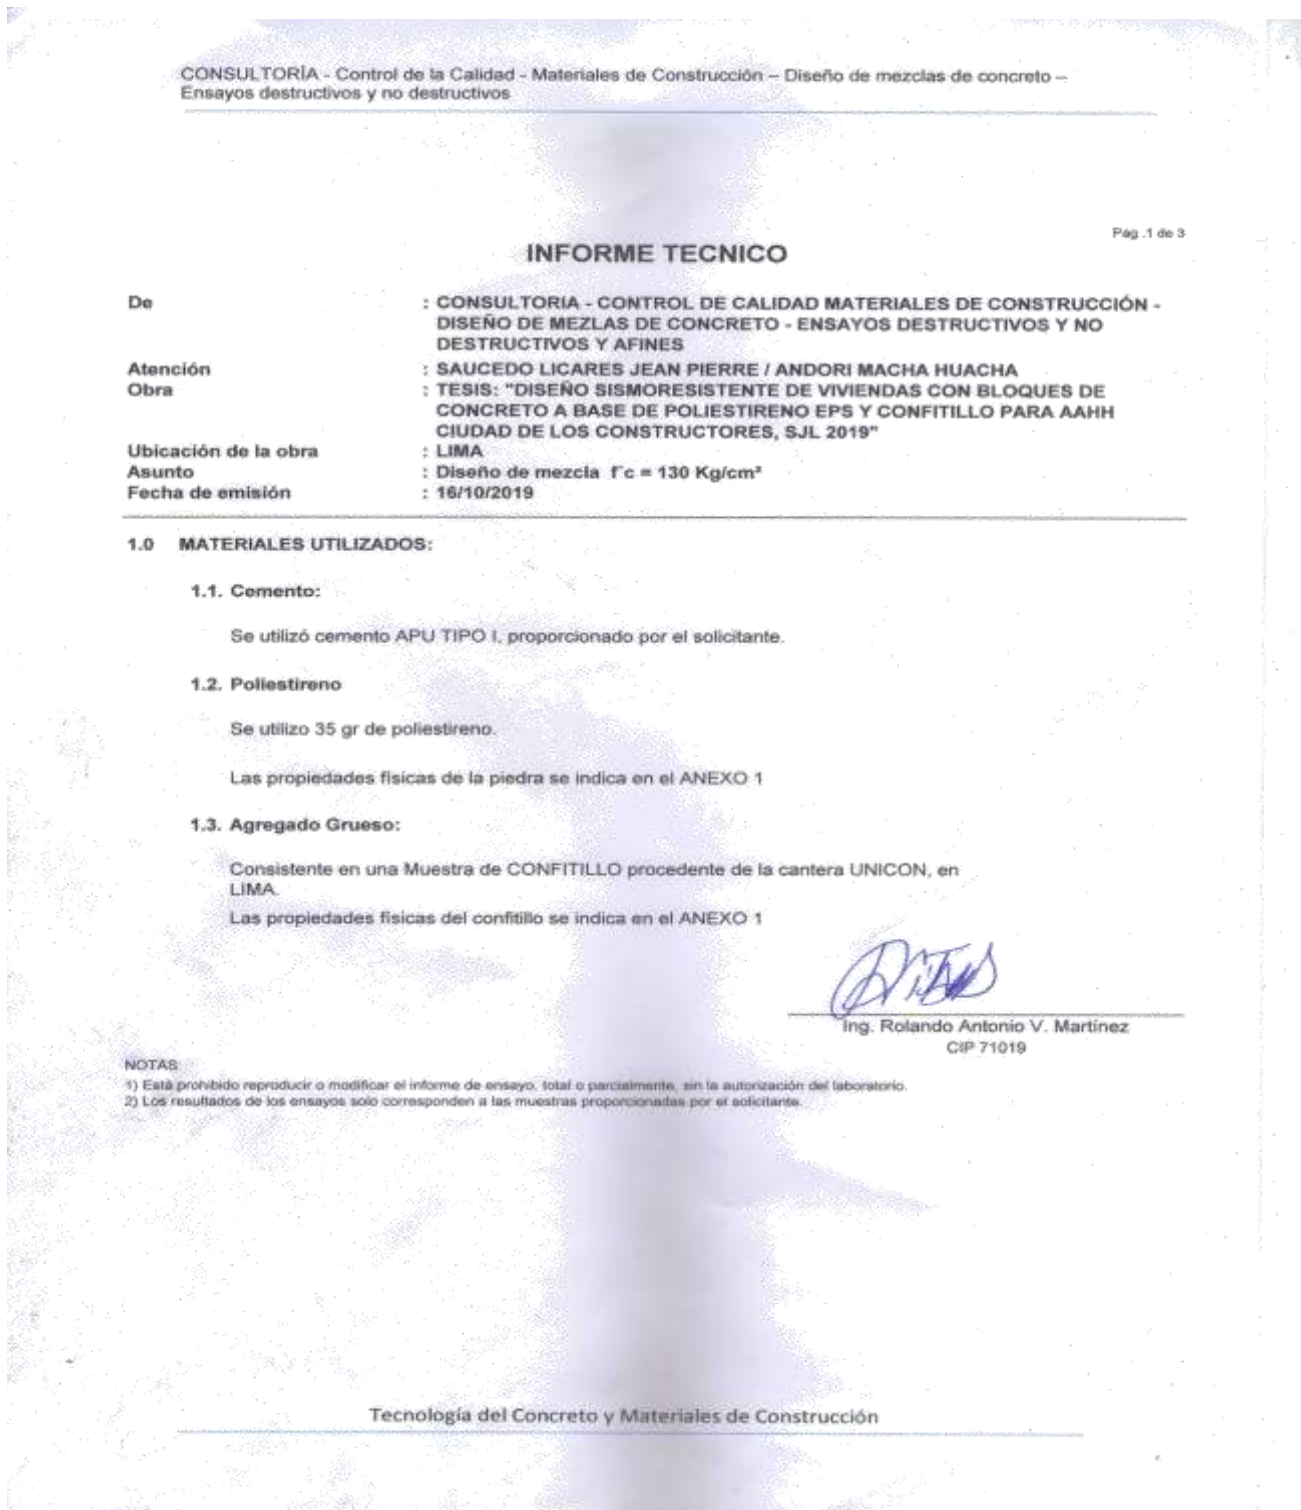 CONSULTORÍA - Control de la Calidad - Materiales de Construcción – Diseño de mezclas de concreto –
Ensayos destructivos y no destructivos
Pág .1 de 3
INFORME TECNICO
De : CONSULTORIA - CONTROL DE CALIDAD MATERIALES DE CONSTRUCCIÓN -
DISEÑO DE MEZLAS DE CONCRETO - ENSAYOS DESTRUCTIVOS Y NO
DESTRUCTIVOS Y AFINES
Atención : SAUCEDO LICARES JEAN PIERRE / ANDORI MACHA HUACHA
Obra : TESIS: "DISEÑO SISMORESISTENTE DE VIVIENDAS CON BLOQUES DE
CONCRETO A BASE DE POLIESTIRENO EPS Y CONFITILLO PARA AAHH
CIUDAD DE LOS CONSTRUCTORES, SJL 2019"
Ubicación de la obra : LIMA
Asunto : Diseño de mezcla f´c = 130 Kg/cm²
Fecha de emisión : 16/10/2019
1.0 MATERIALES UTILIZADOS:
1.1. Cemento:
Se utilizó cemento APU TIPO I, proporcionado por el solicitante.
1.2. Poliestireno
Se utilizo 35 gr de poliestireno.
Las propiedades fisicas de la piedra se indica en el ANEXO 1
1.3. Agregado Grueso:
Consistente en una Muestra de CONFITILLO procedente de la cantera UNICON, en
LIMA.
Las propiedades fisicas del confitillo se indica en el ANEXO 1
Ing. Rolando Antonio V. Martínez
CIP 71019
NOTAS:
1) Está prohibido reproducir o modificar el informe de ensayo, total o parcialmente, sin la autorización del laboratorio.
2) Los resultados de los ensayos solo corresponden a las muestras proporcionadas por el solicitante.
Tecnología del Concreto y Materiales de Construcción